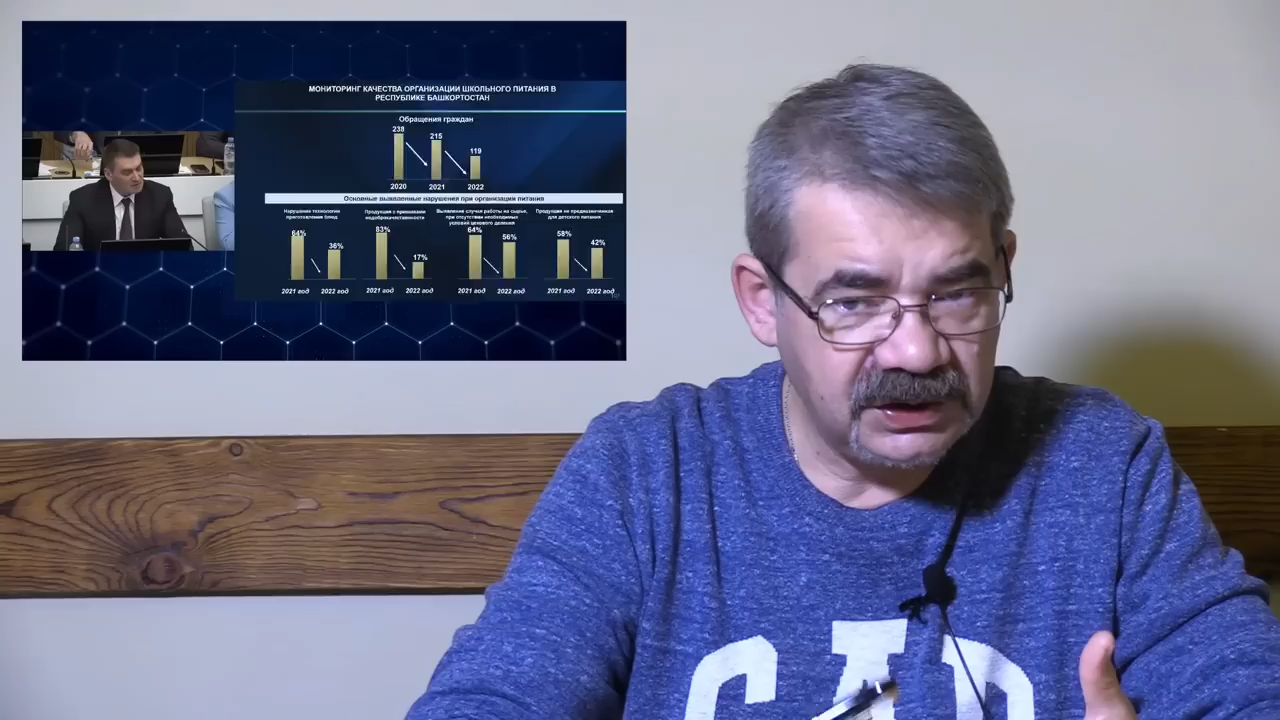 МОНИТОРИНГ КАЧЕСТВА ОРГАНИЗАЦИИ ШКОЛЬНОГО ПИТАНИЯ В
РЕСПУБЛИКЕ БАШКОРТОСТАН
Обращения граждан
238
215
119
2020
2021
2022
Основные выявленные нарушения при организации питания
Нарушение технологии
приготовления блюд
64%
36%
2021 год
2022 год
Продукция с признаками
недоброкачественности
83%
17%
2021 год
2022 год
Выявление случая работы на сырье,
при отсутствии необходимых
условий цехового деления
64%
56%
2021 год
2022 год
Продукция не предназначенная
для детского питания
58%
42%
2021 год
2022 год
GAP